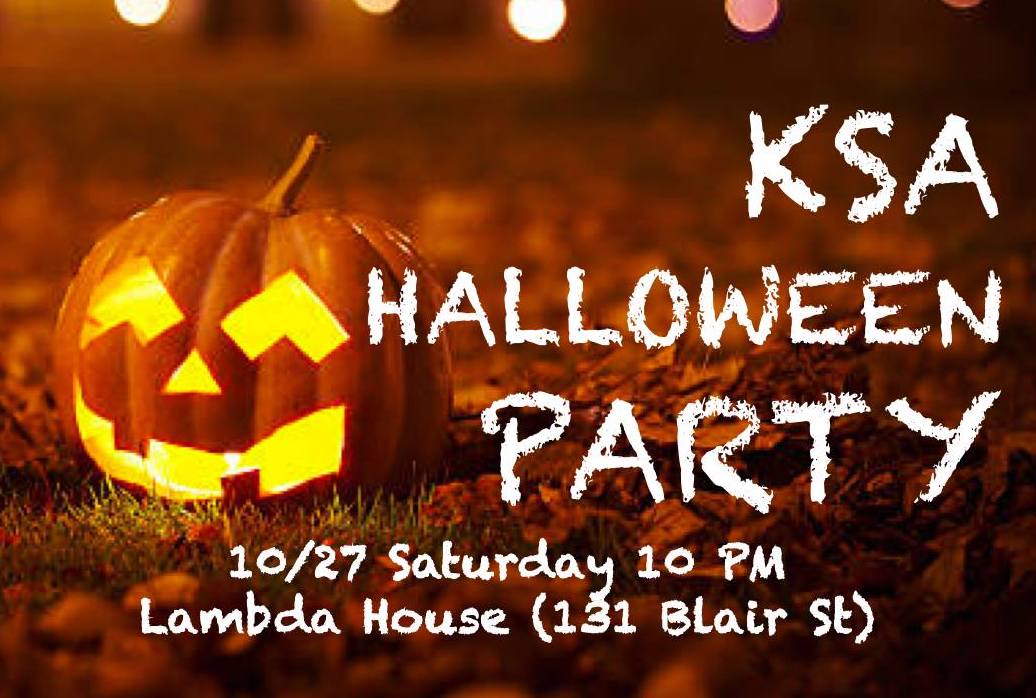 KSA
HALLOWEEN
PARTY
10/27 Saturday 10 PM
Lambda House (131 Blair St)